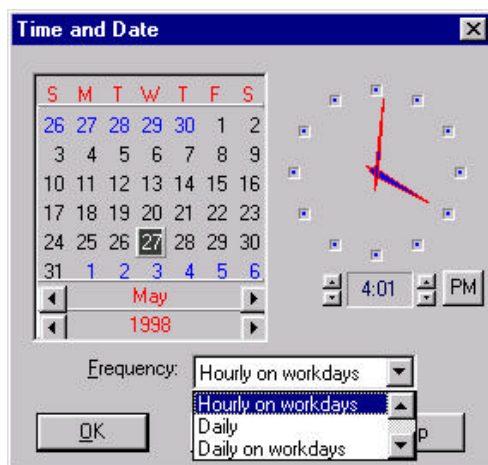 Time and Date
S M T W T F S
26 27 28 29 30 1 2
3 4 5 6 7 8 9
10 11 12 13 14 15 16
17 18 19 20 21 22 23
24 25 26 27 28 29 30
31 1 2 3 4 5 6
May
1998
4:01 PM
Frequency: Hourly on workdays
Hourly on workdays
Daily
Daily on workdays
OK